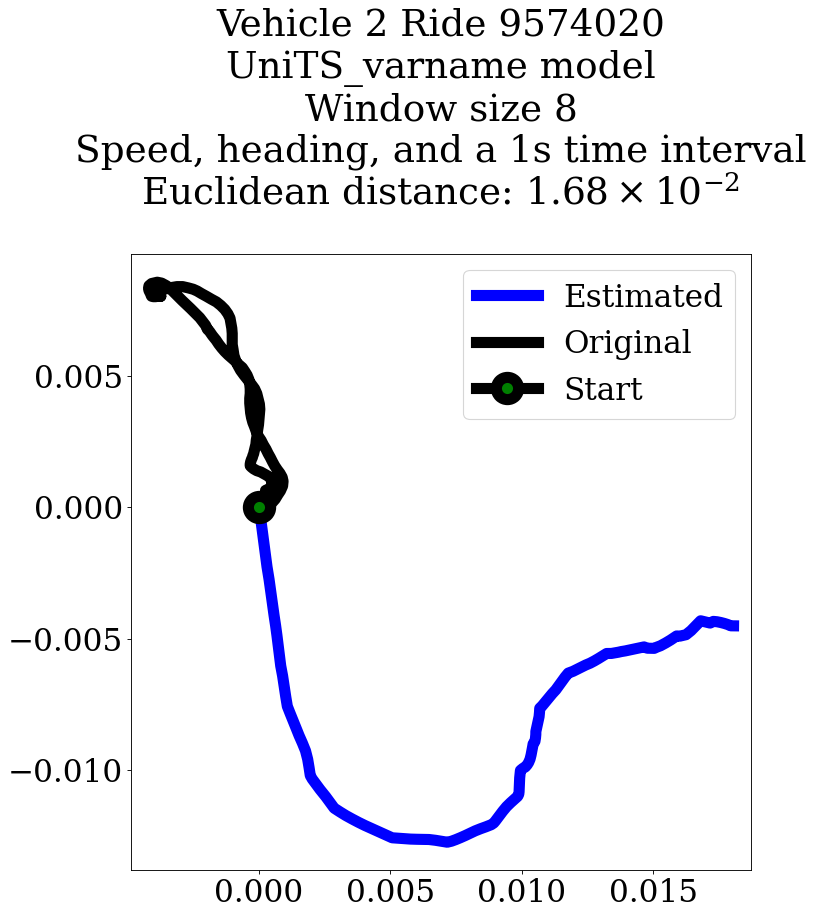 Vehicle 2 Ride 9574020
UniTS_varname model
Window size 8
Speed, heading, and a 1s time interval
Euclidean distance: 1.68 × 10⁻²
Estimated
Original
Start
0.005
0.000
−0.005
−0.010
0.000 0.005 0.010 0.015